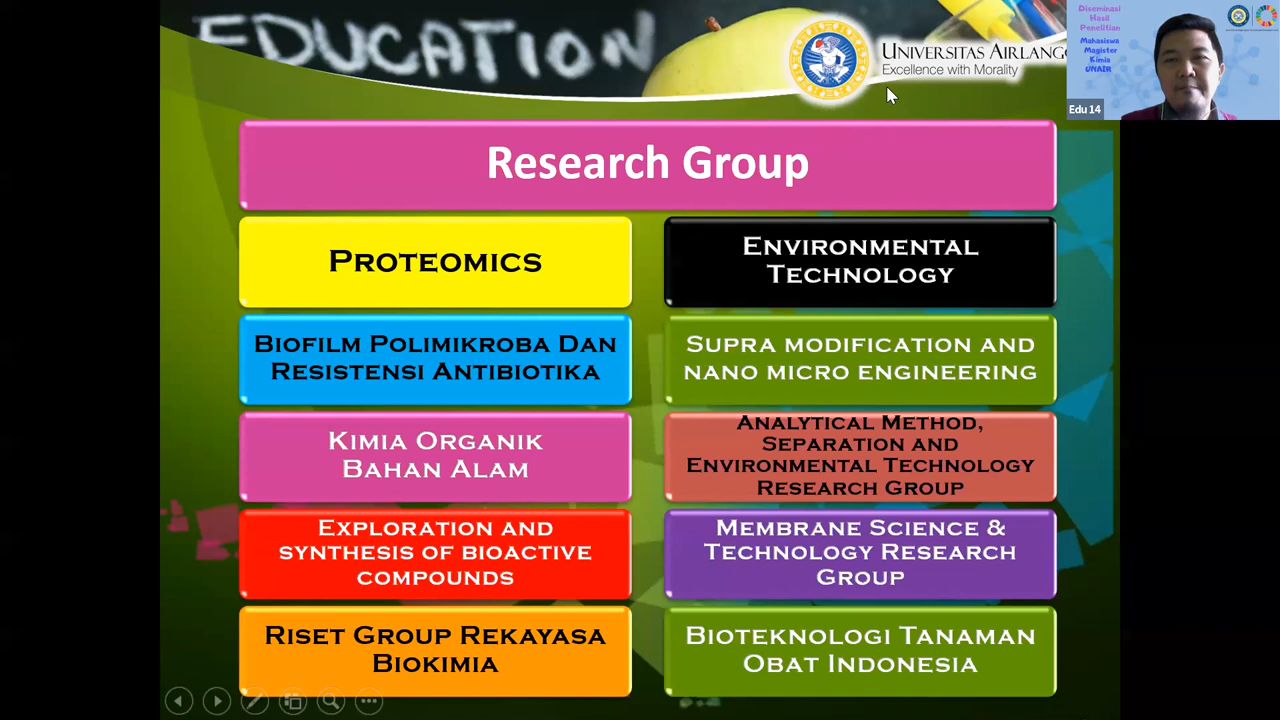 EDUCATION
UNIVERSITAS AIRLANG
Excellence with Morality
Diseminasi
Hasil
Penelitian
Mahasiswa
Magister
Kimia
UNAIR
Edu 14
Research Group
PROTEOMICS
ENVIRONMENTAL
TECHNOLOGY
BIOFILM POLIMIKROBA DAN
RESISTENSI ANTIBIOTIKA
SUPRA MODIFICATION AND
NANO MICRO ENGINEERING
KIMIA ORGANIK
BAHAN ALAM
ANALYTICAL METHOD,
SEPARATION AND
ENVIRONMENTAL TECHNOLOGY
RESEARCH GROUP
EXPLORATION AND
SYNTHESIS OF BIOACTIVE
COMPOUNDS
MEMBRANE SCIENCE &
TECHNOLOGY RESEARCH
GROUP
RISET GROUP REKAYASA
BIOKIMIA
BIOTEKNOLOGI TANAMAN
OBAT INDONESIA